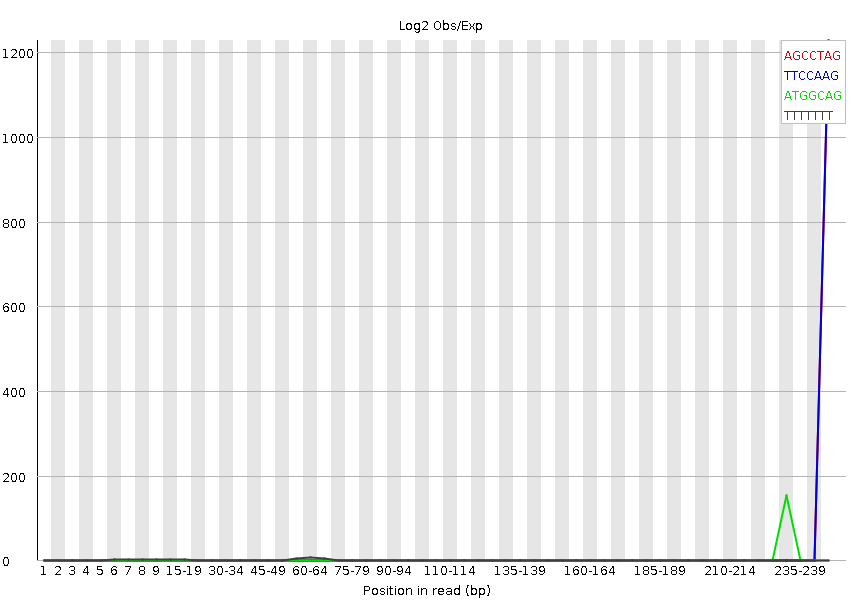 Log2 Obs/Exp
1200
1000
800
600
400
200
0
AGCCTAG
TTCCAAG
ATGGCAG
TTTTTTT
1 2 3 4 5 6 7 8 9 15-19 30-34 45-49 60-64 75-79 90-94 110-114 135-139 160-164 185-189 210-214 235-239
Position in read (bp)